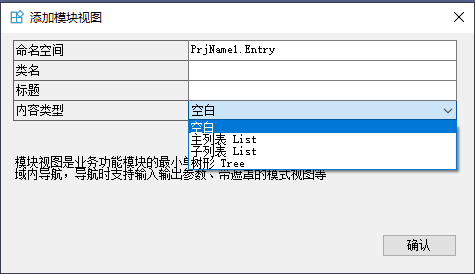 添加模块视图
命名空间 PrjName1.Entry
类名
标题
内容类型 空白
空白
主列表 List
子列表 List
树形 Tree
模块视图是业务功能模块的最小
域内导航，导航时支持输入输出参数、带遮罩的模式视图等
确认